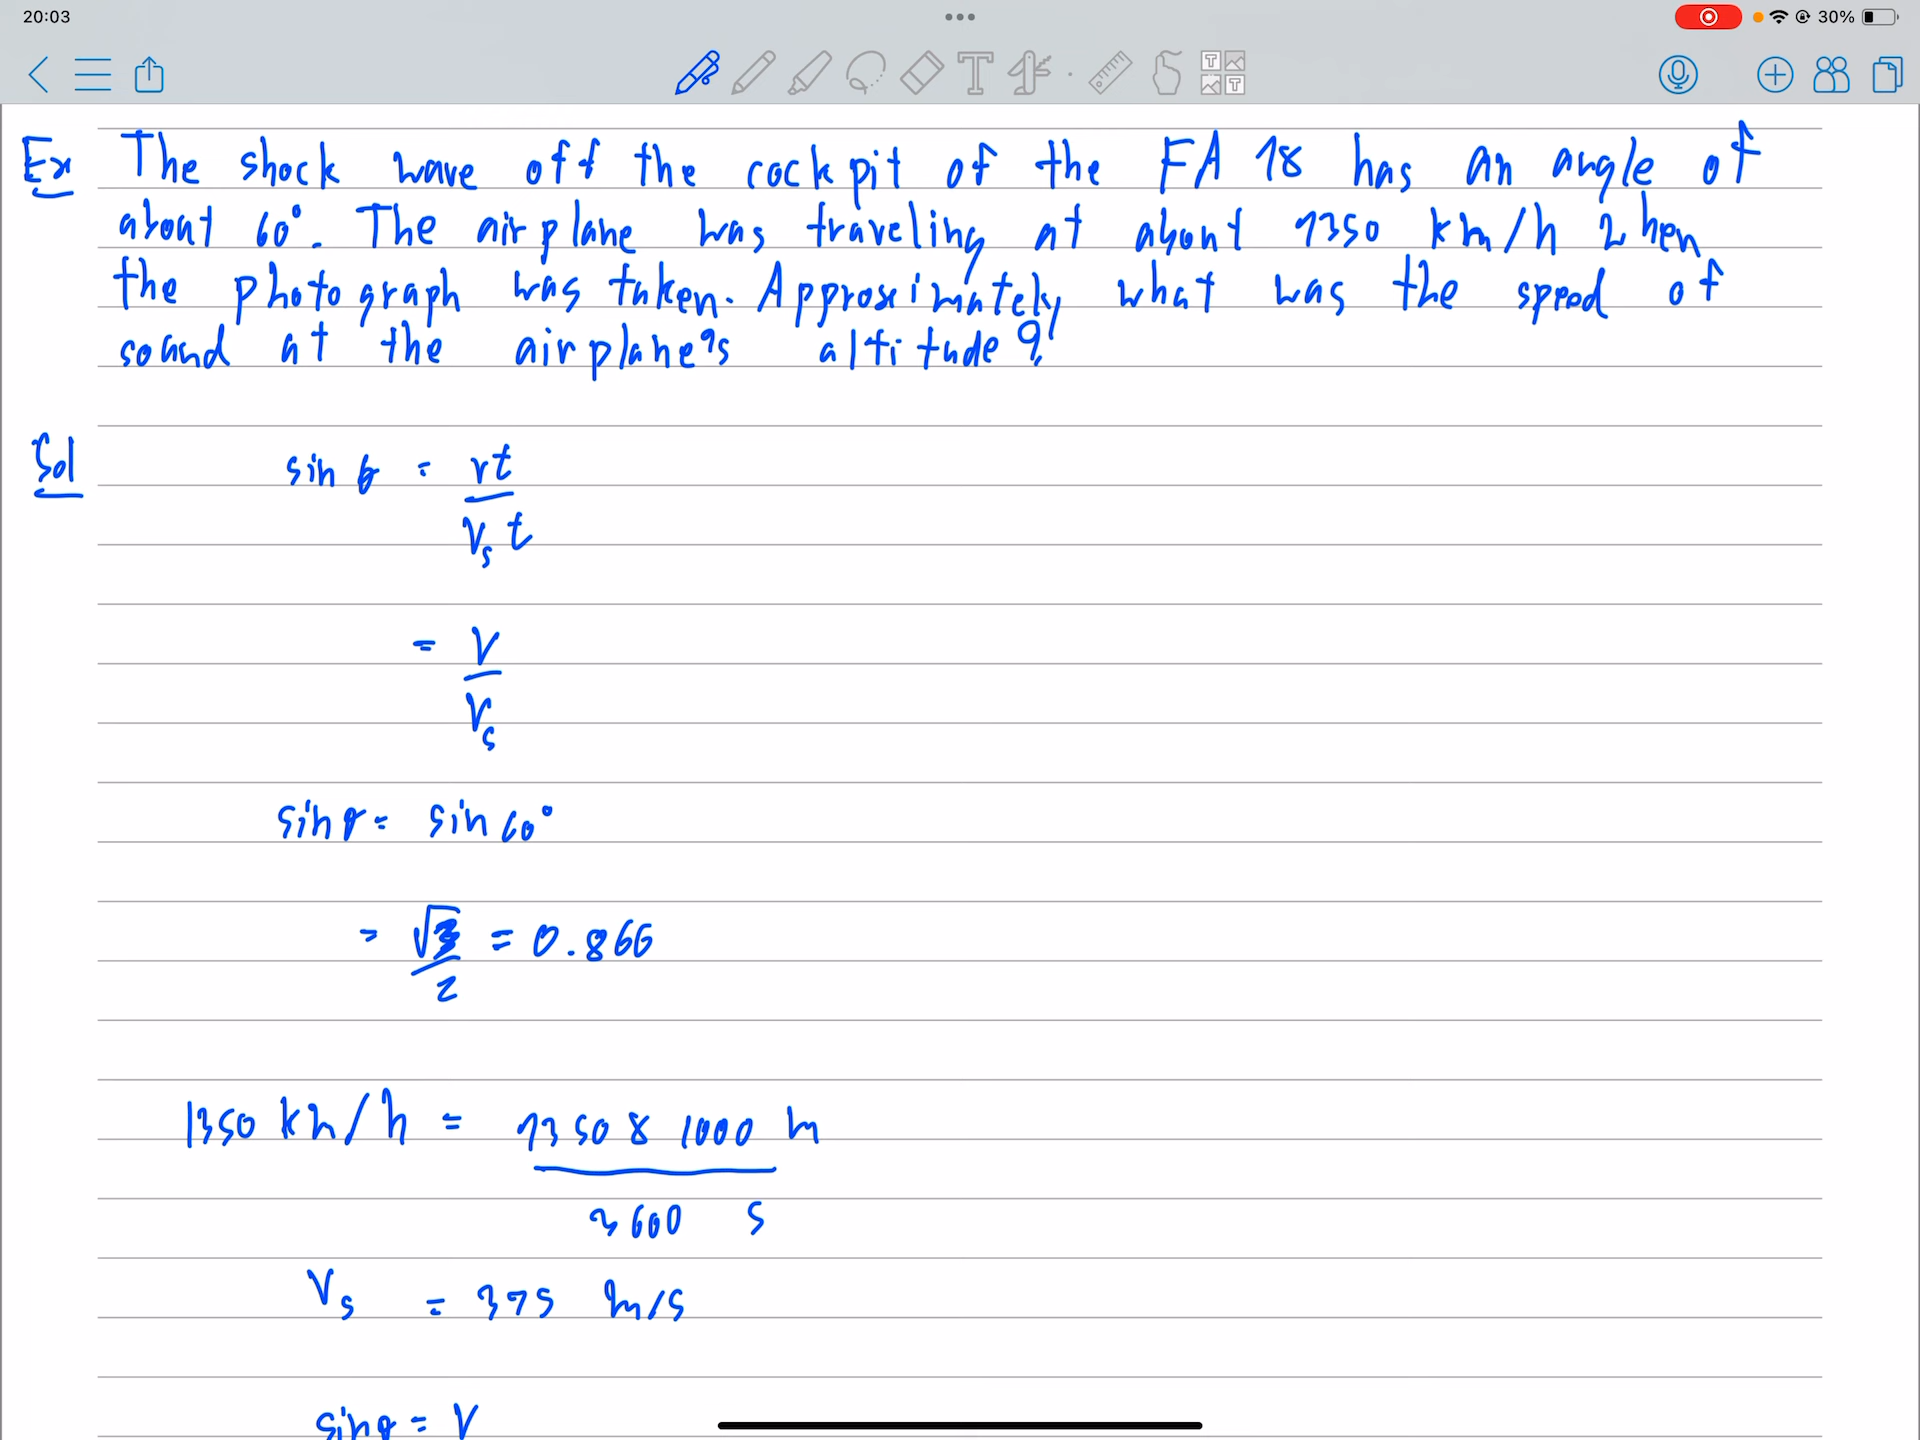 20:03
30%
Ex The shock wave off the cockpit of the FA 18 has an angle of
about 60°. The airplane was traveling at about 1350 km/h when
the photograph was taken. Approximately what was the speed of
sound at the airplane's altitude?
Sol
sin θ = vt
v_s t
= v
v_s
sin θ = sin 60°
= √3 = 0.866
2
1350 km/h = 1350 × 1000 m
3600 s
v_s = 375 m/s
sin θ = v